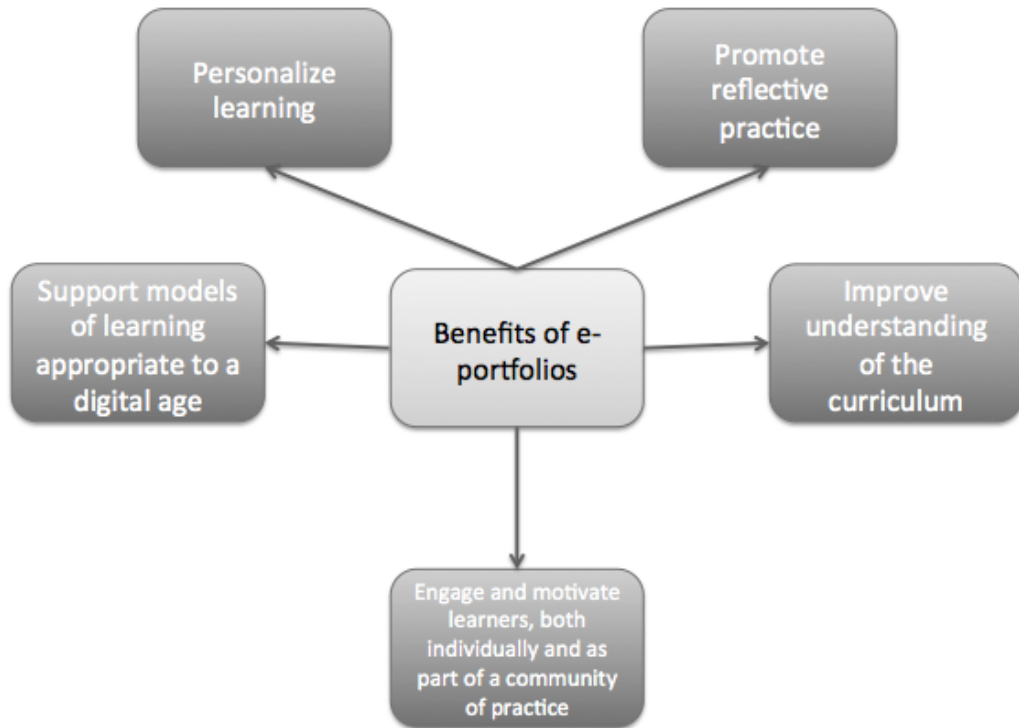 Personalize
learning
Promote
reflective
practice
Support models
of learning
appropriate to a
digital age
Benefits of e-
portfolios
Improve
understanding
of the
curriculum
Engage and motivate
learners, both
individually and as
part of a community
of practice